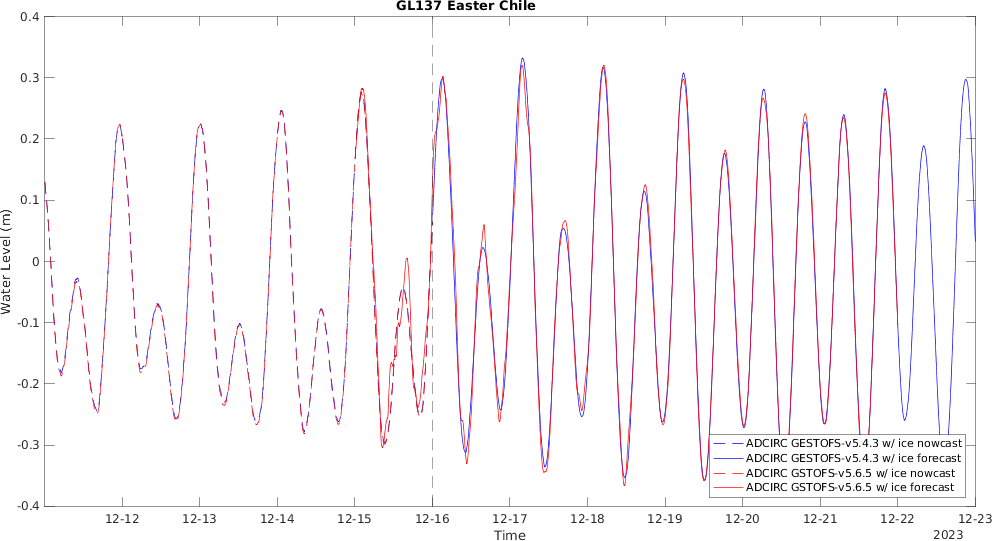 GL137 Easter Chile
0.4
0.3
0.2
0.1
0
-0.1
-0.2
-0.3
-0.4
Water Level (m)
ADCIRC GESTOFS-v5.4.3 w/ ice nowcast
ADCIRC GESTOFS-v5.4.3 w/ ice forecast
ADCIRC GSTOFS-v5.6.5 w/ ice nowcast
ADCIRC GSTOFS-v5.6.5 w/ ice forecast
12-12 12-13 12-14 12-15 12-16 12-17 12-18 12-19 12-20 12-21 12-22 12-23
Time
2023